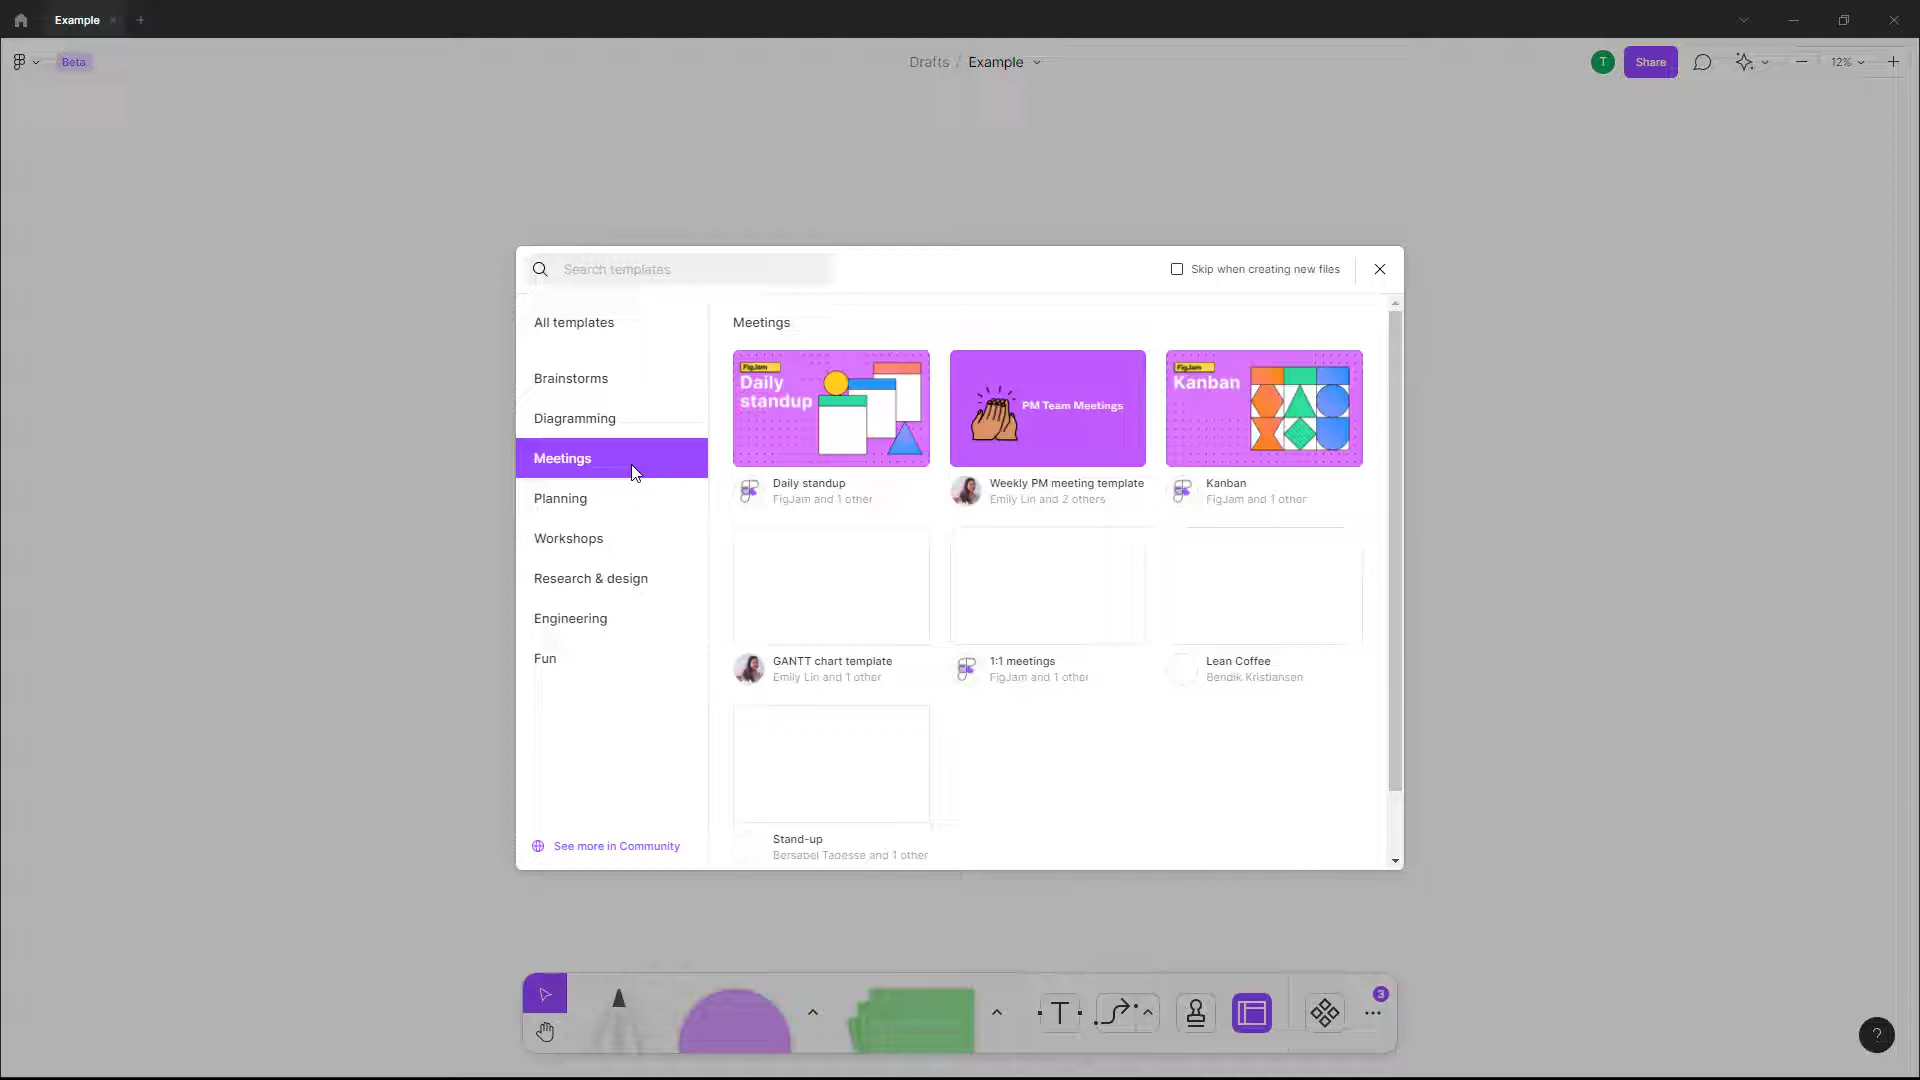 Example
Beta
Drafts / Example
T
Share
12%
Search templates
Skip when creating new files
All templates
Brainstorms
Diagramming
Meetings
Planning
Workshops
Research & design
Engineering
Fun
See more in Community
Meetings
FigJam
Daily
standup
PM Team Meetings
FigJam
Kanban
Daily standup
FigJam and 1 other
Weekly PM meeting template
Emily Lin and 2 others
Kanban
FigJam and 1 other
GANTT chart template
Emily Lin and 1 other
1:1 meetings
FigJam and 1 other
Lean Coffee
Bendik Kristiansen
Stand-up
Bersabel Tadesse and 1 other
T
3
?